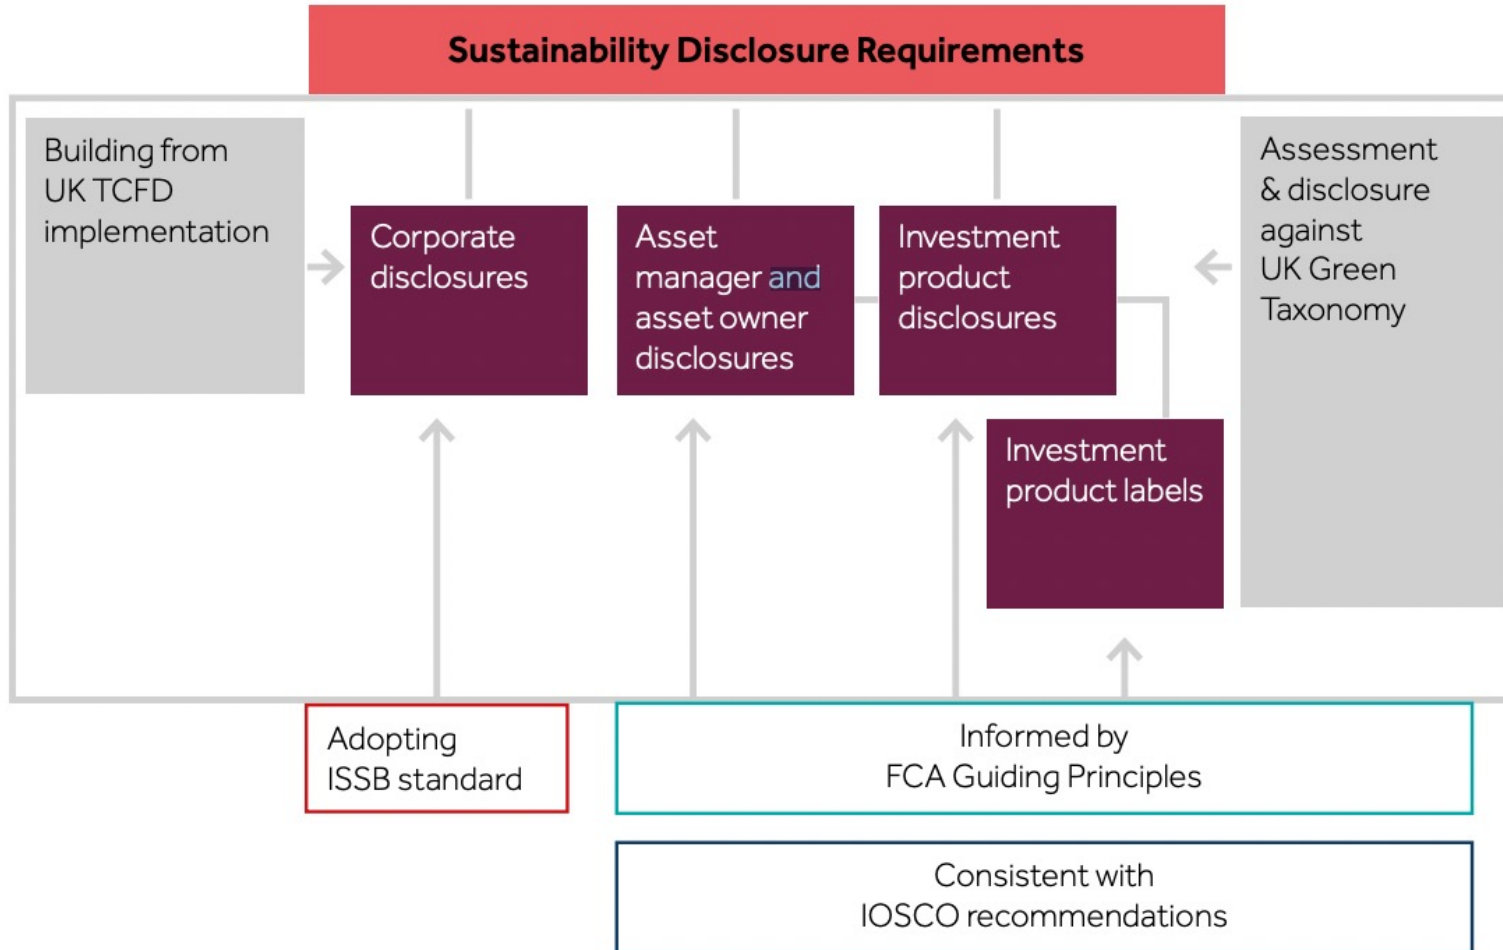 Sustainability Disclosure Requirements
Building from
UK TCFD
implementation
Corporate
disclosures
Asset
manager and
asset owner
disclosures
Investment
product
disclosures
Investment
product labels
Assessment
& disclosure
against
UK Green
Taxonomy
Adopting
ISSB standard
Informed by
FCA Guiding Principles
Consistent with
IOSCO recommendations